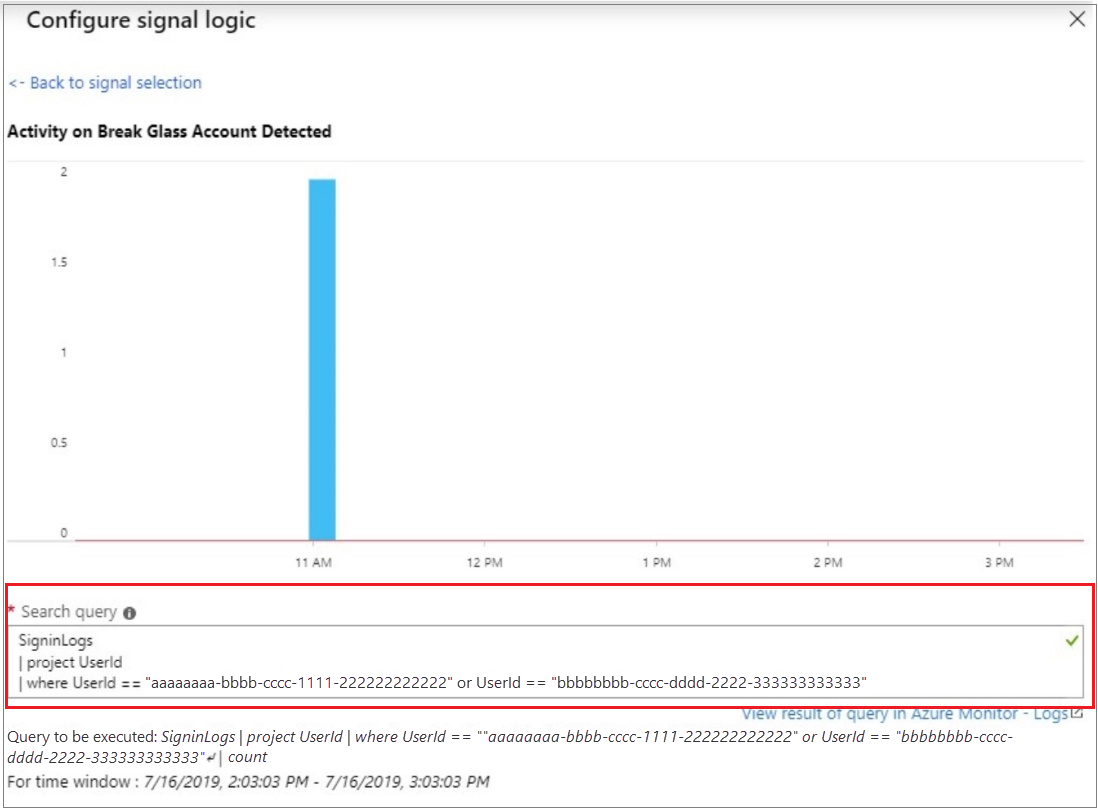 Configure signal logic
<- Back to signal selection
Activity on Break Glass Account Detected
2
1.5
1
0.5
0
11 AM
12 PM
1 PM
2 PM
3 PM
* Search query
SigninLogs
| project UserId
| where UserId == "aaaaaaaa-bbbb-cccc-1111-222222222222" or UserId == "bbbbbbbb-cccc-dddd-2222-333333333333"
View result of query in Azure Monitor - Logs
Query to be executed: SigninLogs | project UserId | where UserId == ""aaaaaaaa-bbbb-cccc-1111-222222222222" or UserId == "bbbbbbbb-cccc-
dddd-2222-333333333333"↲| count
For time window : 7/16/2019, 2:03:03 PM - 7/16/2019, 3:03:03 PM